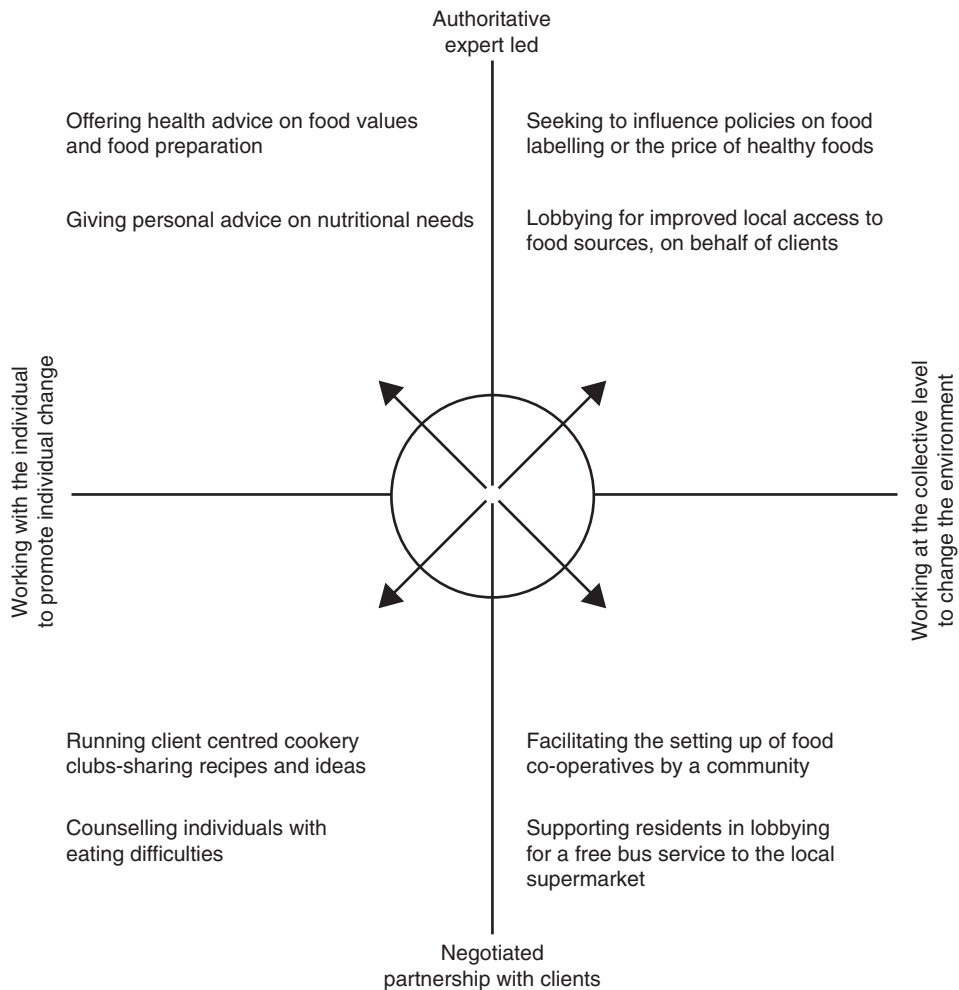 Authoritative
expert led
Offering health advice on food values
and food preparation
Giving personal advice on nutritional needs
Seeking to influence policies on food
labelling or the price of healthy foods
Lobbying for improved local access to
food sources, on behalf of clients
Working with the individual
to promote individual change
Working at the collective level
to change the environment
Running client centred cookery
clubs-sharing recipes and ideas
Counselling individuals with
eating difficulties
Facilitating the setting up of food
co-operatives by a community
Supporting residents in lobbying
for a free bus service to the local
supermarket
Negotiated
partnership with clients